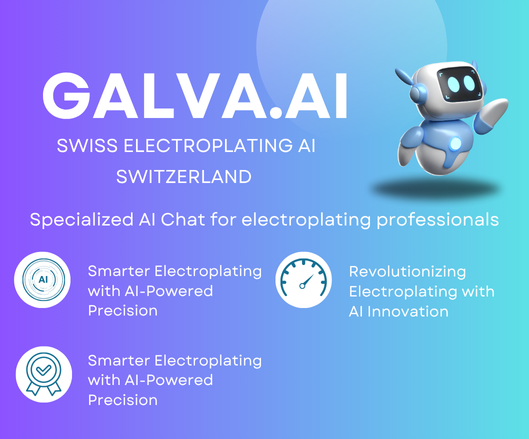 GALVA.AI
SWISS ELECTROPLATING AI
SWITZERLAND
Specialized AI Chat for electroplating professionals
AI
Smarter Electroplating
with AI-Powered
Precision
Revolutionizing
Electroplating with
AI Innovation
Smarter Electroplating
with AI-Powered
Precision